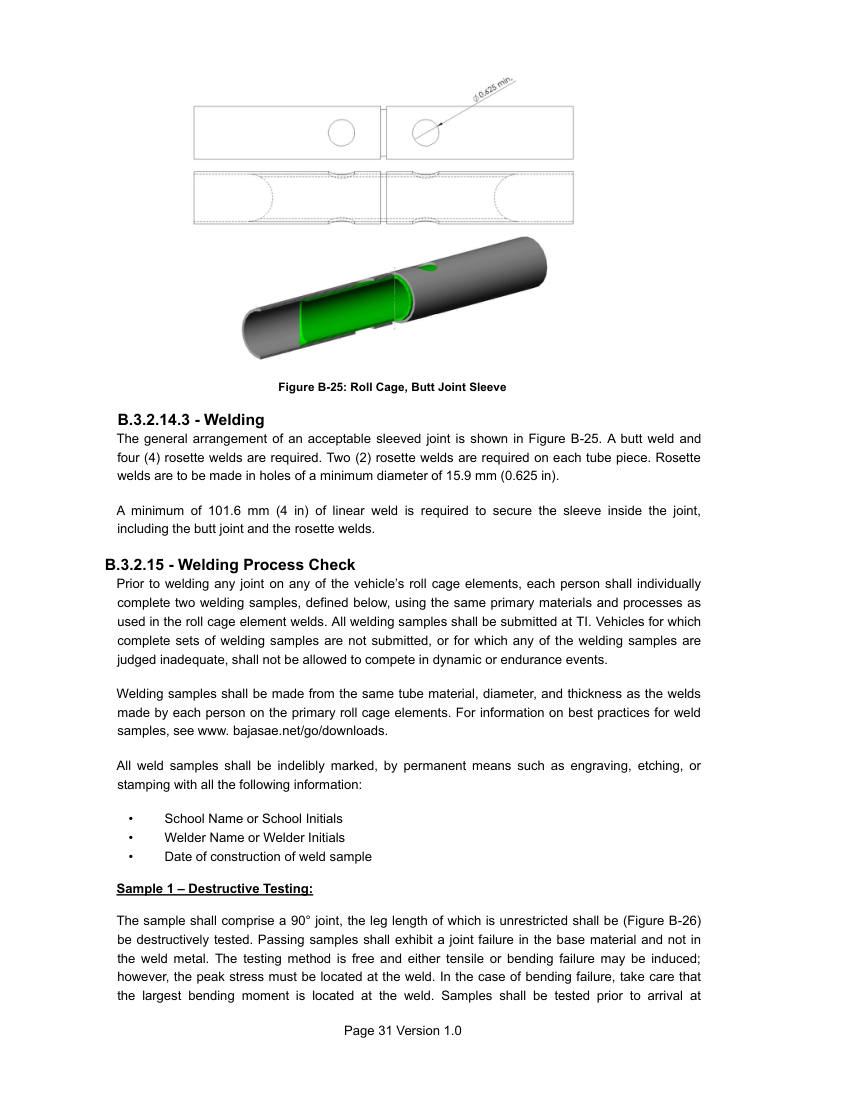 ∅0.625 min.
Figure B-25: Roll Cage, Butt Joint Sleeve
B.3.2.14.3 - Welding
The general arrangement of an acceptable sleeved joint is shown in Figure B-25. A butt weld and
four (4) rosette welds are required. Two (2) rosette welds are required on each tube piece. Rosette
welds are to be made in holes of a minimum diameter of 15.9 mm (0.625 in).
A minimum of 101.6 mm (4 in) of linear weld is required to secure the sleeve inside the joint,
including the butt joint and the rosette welds.
B.3.2.15 - Welding Process Check
Prior to welding any joint on any of the vehicle's roll cage elements, each person shall individually
complete two welding samples, defined below, using the same primary materials and processes as
used in the roll cage element welds. All welding samples shall be submitted at TI. Vehicles for which
complete sets of welding samples are not submitted, or for which any of the welding samples are
judged inadequate, shall not be allowed to compete in dynamic or endurance events.
Welding samples shall be made from the same tube material, diameter, and thickness as the welds
made by each person on the primary roll cage elements. For information on best practices for weld
samples, see www. bajasae.net/go/downloads.
All weld samples shall be indelibly marked, by permanent means such as engraving, etching, or
stamping with all the following information:
• School Name or School Initials
• Welder Name or Welder Initials
• Date of construction of weld sample
Sample 1 – Destructive Testing:
The sample shall comprise a 90° joint, the leg length of which is unrestricted shall be (Figure B-26)
be destructively tested. Passing samples shall exhibit a joint failure in the base material and not in
the weld metal. The testing method is free and either tensile or bending failure may be induced;
however, the peak stress must be located at the weld. In the case of bending failure, take care that
the largest bending moment is located at the weld. Samples shall be tested prior to arrival at
Page 31 Version 1.0